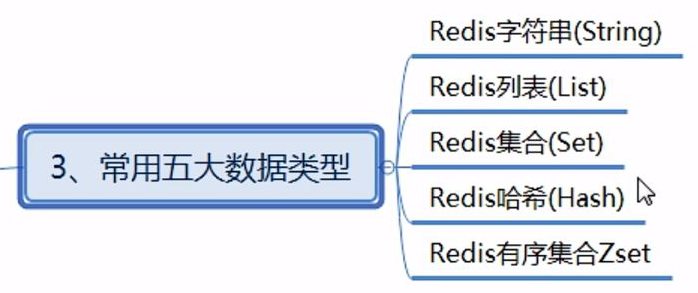 3、常用五大数据类型
Redis字符串(String)
Redis列表(List)
Redis集合(Set)
Redis哈希(Hash)
Redis有序集合Zset